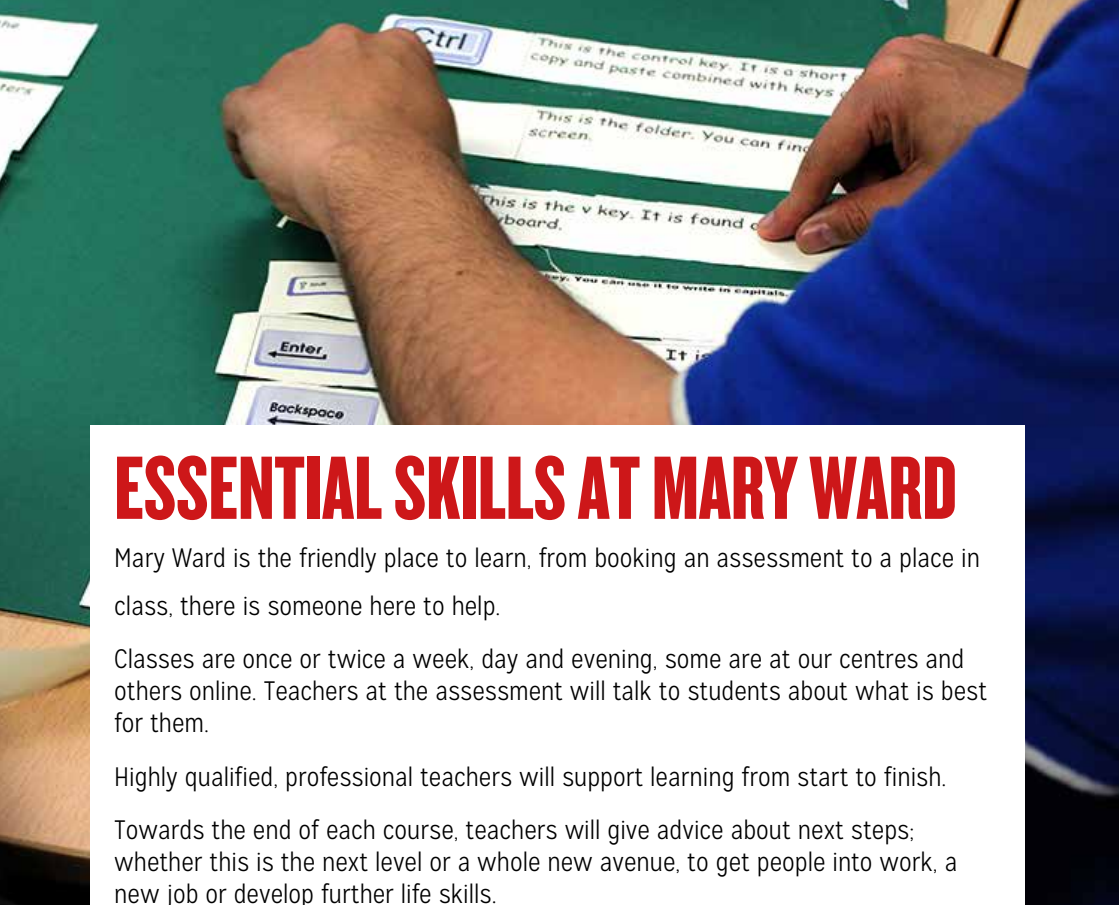 the
ters
Ctrl
This is the control key. It is a short
copy and paste combined with keys
This is the folder. You can find
screen.
This is the v key. It is found
yboard.
ey. You can use it to write in capitals.
It is
Enter
Backspace
ESSENTIAL SKILLS AT MARY WARD
Mary Ward is the friendly place to learn, from booking an assessment to a place in
class, there is someone here to help.
Classes are once or twice a week, day and evening, some are at our centres and
others online. Teachers at the assessment will talk to students about what is best
for them.
Highly qualified, professional teachers will support learning from start to finish.
Towards the end of each course, teachers will give advice about next steps;
whether this is the next level or a whole new avenue, to get people into work, a
new job or develop further life skills.